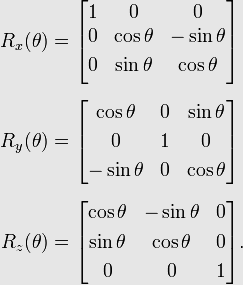 R_x(θ) = [1 0 0
0 cos θ − sin θ
0 sin θ cos θ]
R_y(θ) = [cos θ 0 sin θ
0 1 0
− sin θ 0 cos θ]
R_z(θ) = [cos θ − sin θ 0
sin θ cos θ 0
0 0 1].